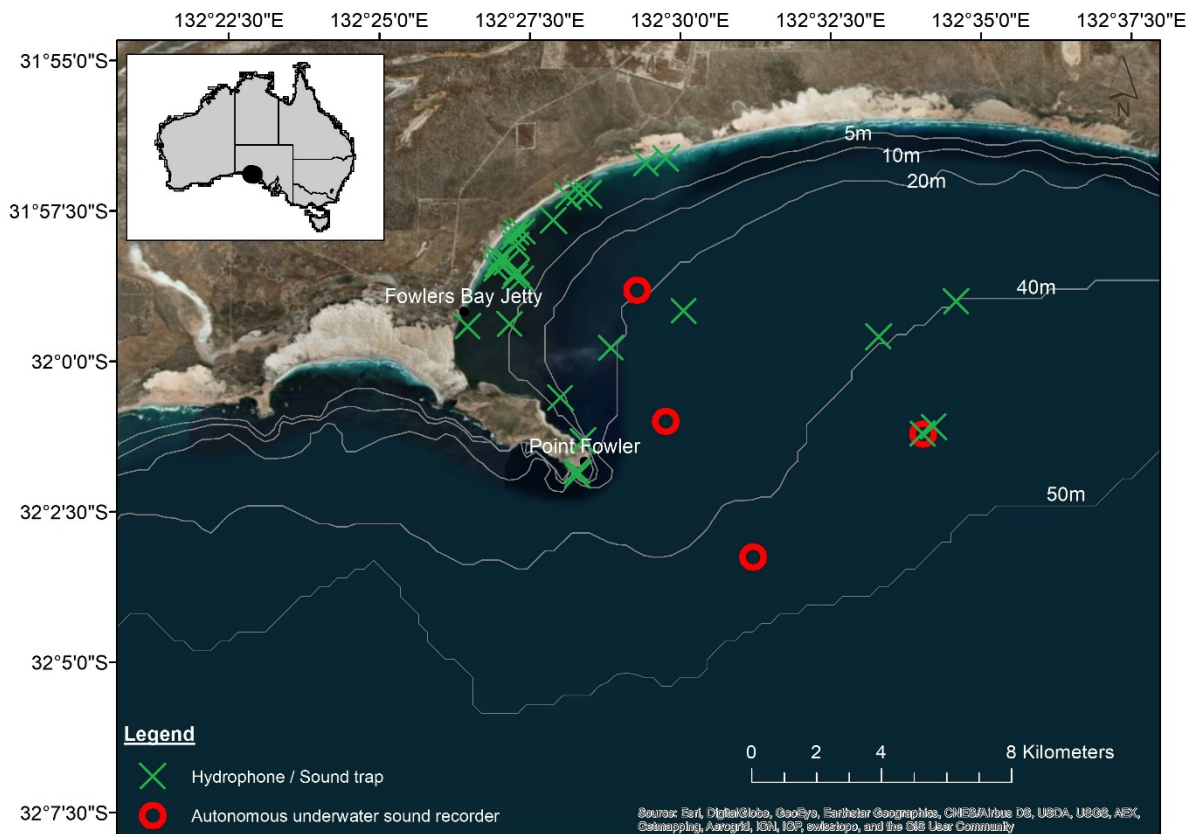 132°22'30"E 132°25'0"E 132°27'30"E 132°30'0"E 132°32'30"E 132°35'0"E 132°37'30"E
31°55'0"S
N
5m
10m
20m
31°57'30"S
40m
Fowlers Bay Jetty
32°0'0"S
Point Fowler
50m
32°2'30"S
32°5'0"S
Legend
0 2 4 8 Kilometers
Hydrophone / Sound trap
Autonomous underwater sound recorder
32°7'30"S
Source: Esri, DigitalGlobe, GeoEye, Earthstar Geographics, CNES/Airbus DS, USDA, USGS, AEX,
Getmapping, Aerogrid, IGN, IGP, swisstopo, and the GIS User Community